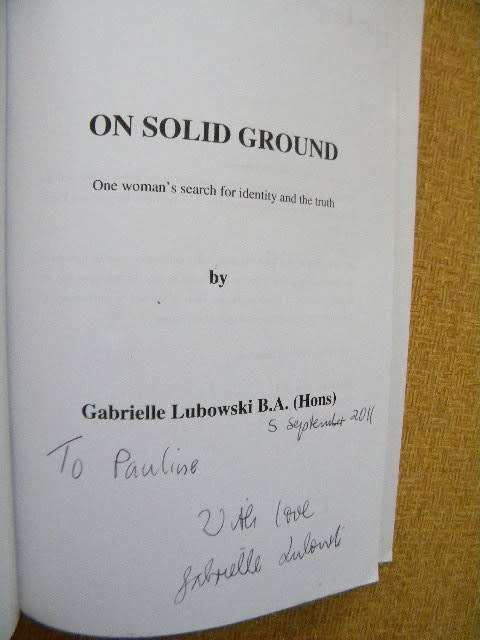 ON SOLID GROUND
One woman's search for identity and the truth
by
Gabrielle Lubowski B.A. (Hons)
5 September 2011
To Pauline
With love
Gabrielle Lubowski